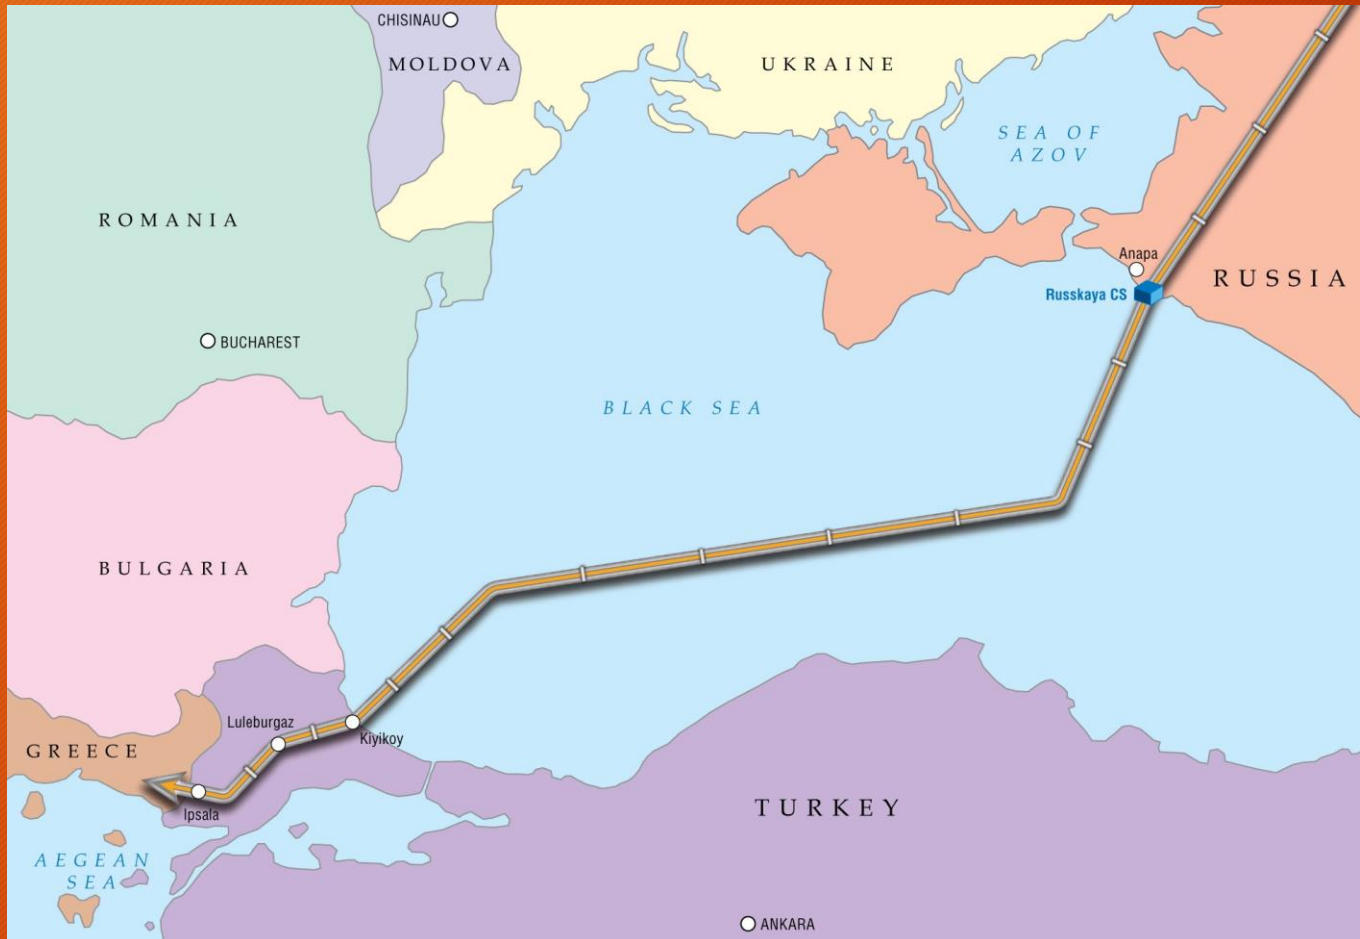 CHISINAU
MOLDOVA
UKRAINE
SEA OF
AZOV
ROMANIA
Anapa
RUSSIA
Russkaya CS
BUCHAREST
BLACK SEA
BULGARIA
Luleburgaz
Kiyikoy
GREECE
Ipsala
TURKEY
AEGEAN
SEA
ANKARA